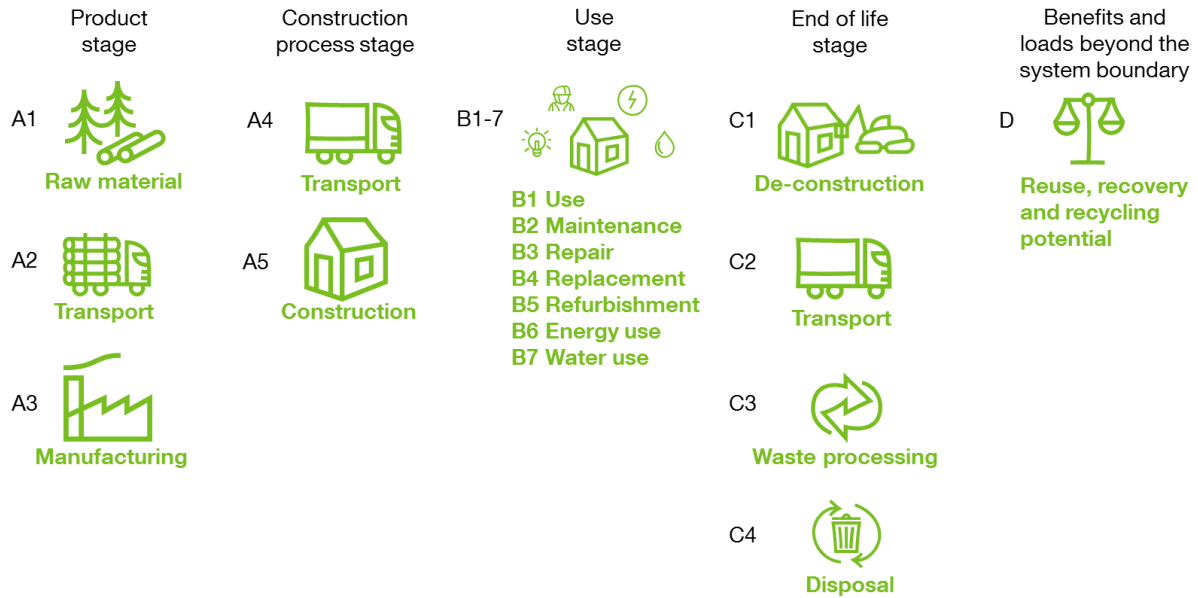 Product
stage
A1
Raw material
A2
Transport
A3
Manufacturing
Construction
process stage
A4
Transport
A5
Construction
Use
stage
B1-7
B1 Use
B2 Maintenance
B3 Repair
B4 Replacement
B5 Refurbishment
B6 Energy use
B7 Water use
End of life
stage
C1
De-construction
C2
Transport
C3
Waste processing
C4
Disposal
Benefits and
loads beyond the
system boundary
D
Reuse, recovery
and recycling
potential